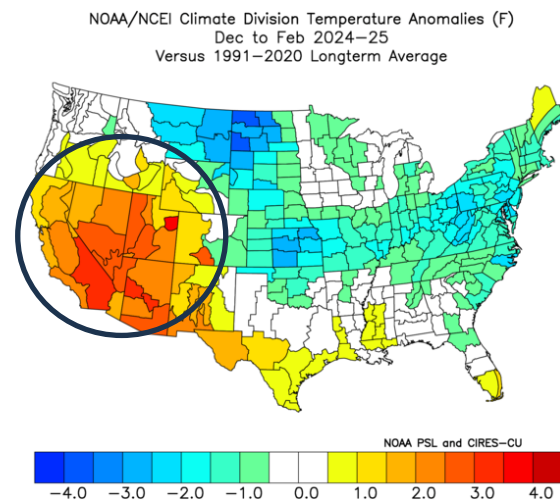 NOAA/NCEI Climate Division Temperature Anomalies (F)
Dec to Feb 2024-25
Versus 1991-2020 Longterm Average
NOAA PSL and CIRES-CU
-4.0 -3.0 -2.0 -1.0 0.0 1.0 2.0 3.0 4.0